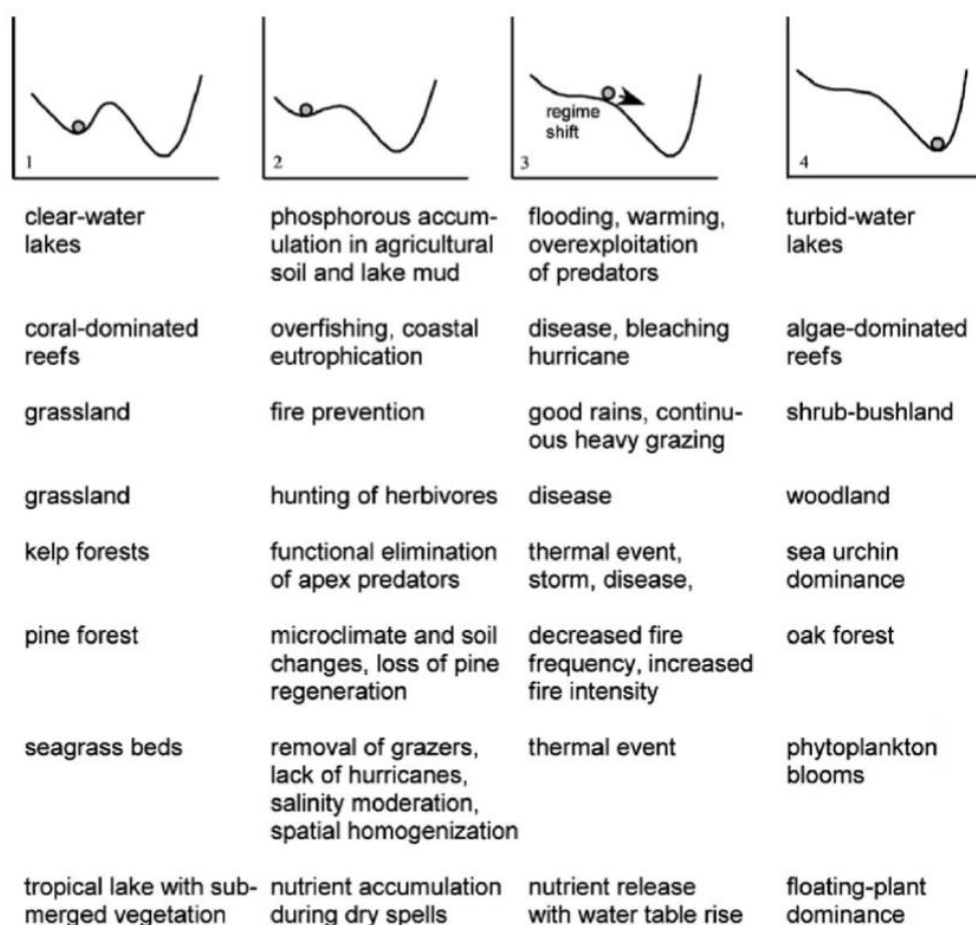 1
2
regime
shift
3
4
clear-water
lakes
phosphorous accum-
ulation in agricultural
soil and lake mud
flooding, warming,
overexploitation
of predators
turbid-water
lakes
coral-dominated
reefs
overfishing, coastal
eutrophication
disease, bleaching
hurricane
algae-dominated
reefs
grassland
fire prevention
good rains, continu-
ous heavy grazing
shrub-bushland
grassland
hunting of herbivores
disease
woodland
kelp forests
functional elimination
of apex predators
thermal event,
storm, disease,
sea urchin
dominance
pine forest
microclimate and soil
changes, loss of pine
regeneration
decreased fire
frequency, increased
fire intensity
oak forest
seagrass beds
removal of grazers,
lack of hurricanes,
salinity moderation,
spatial homogenization
thermal event
phytoplankton
blooms
tropical lake with sub-
merged vegetation
nutrient accumulation
during dry spells
nutrient release
with water table rise
floating-plant
dominance